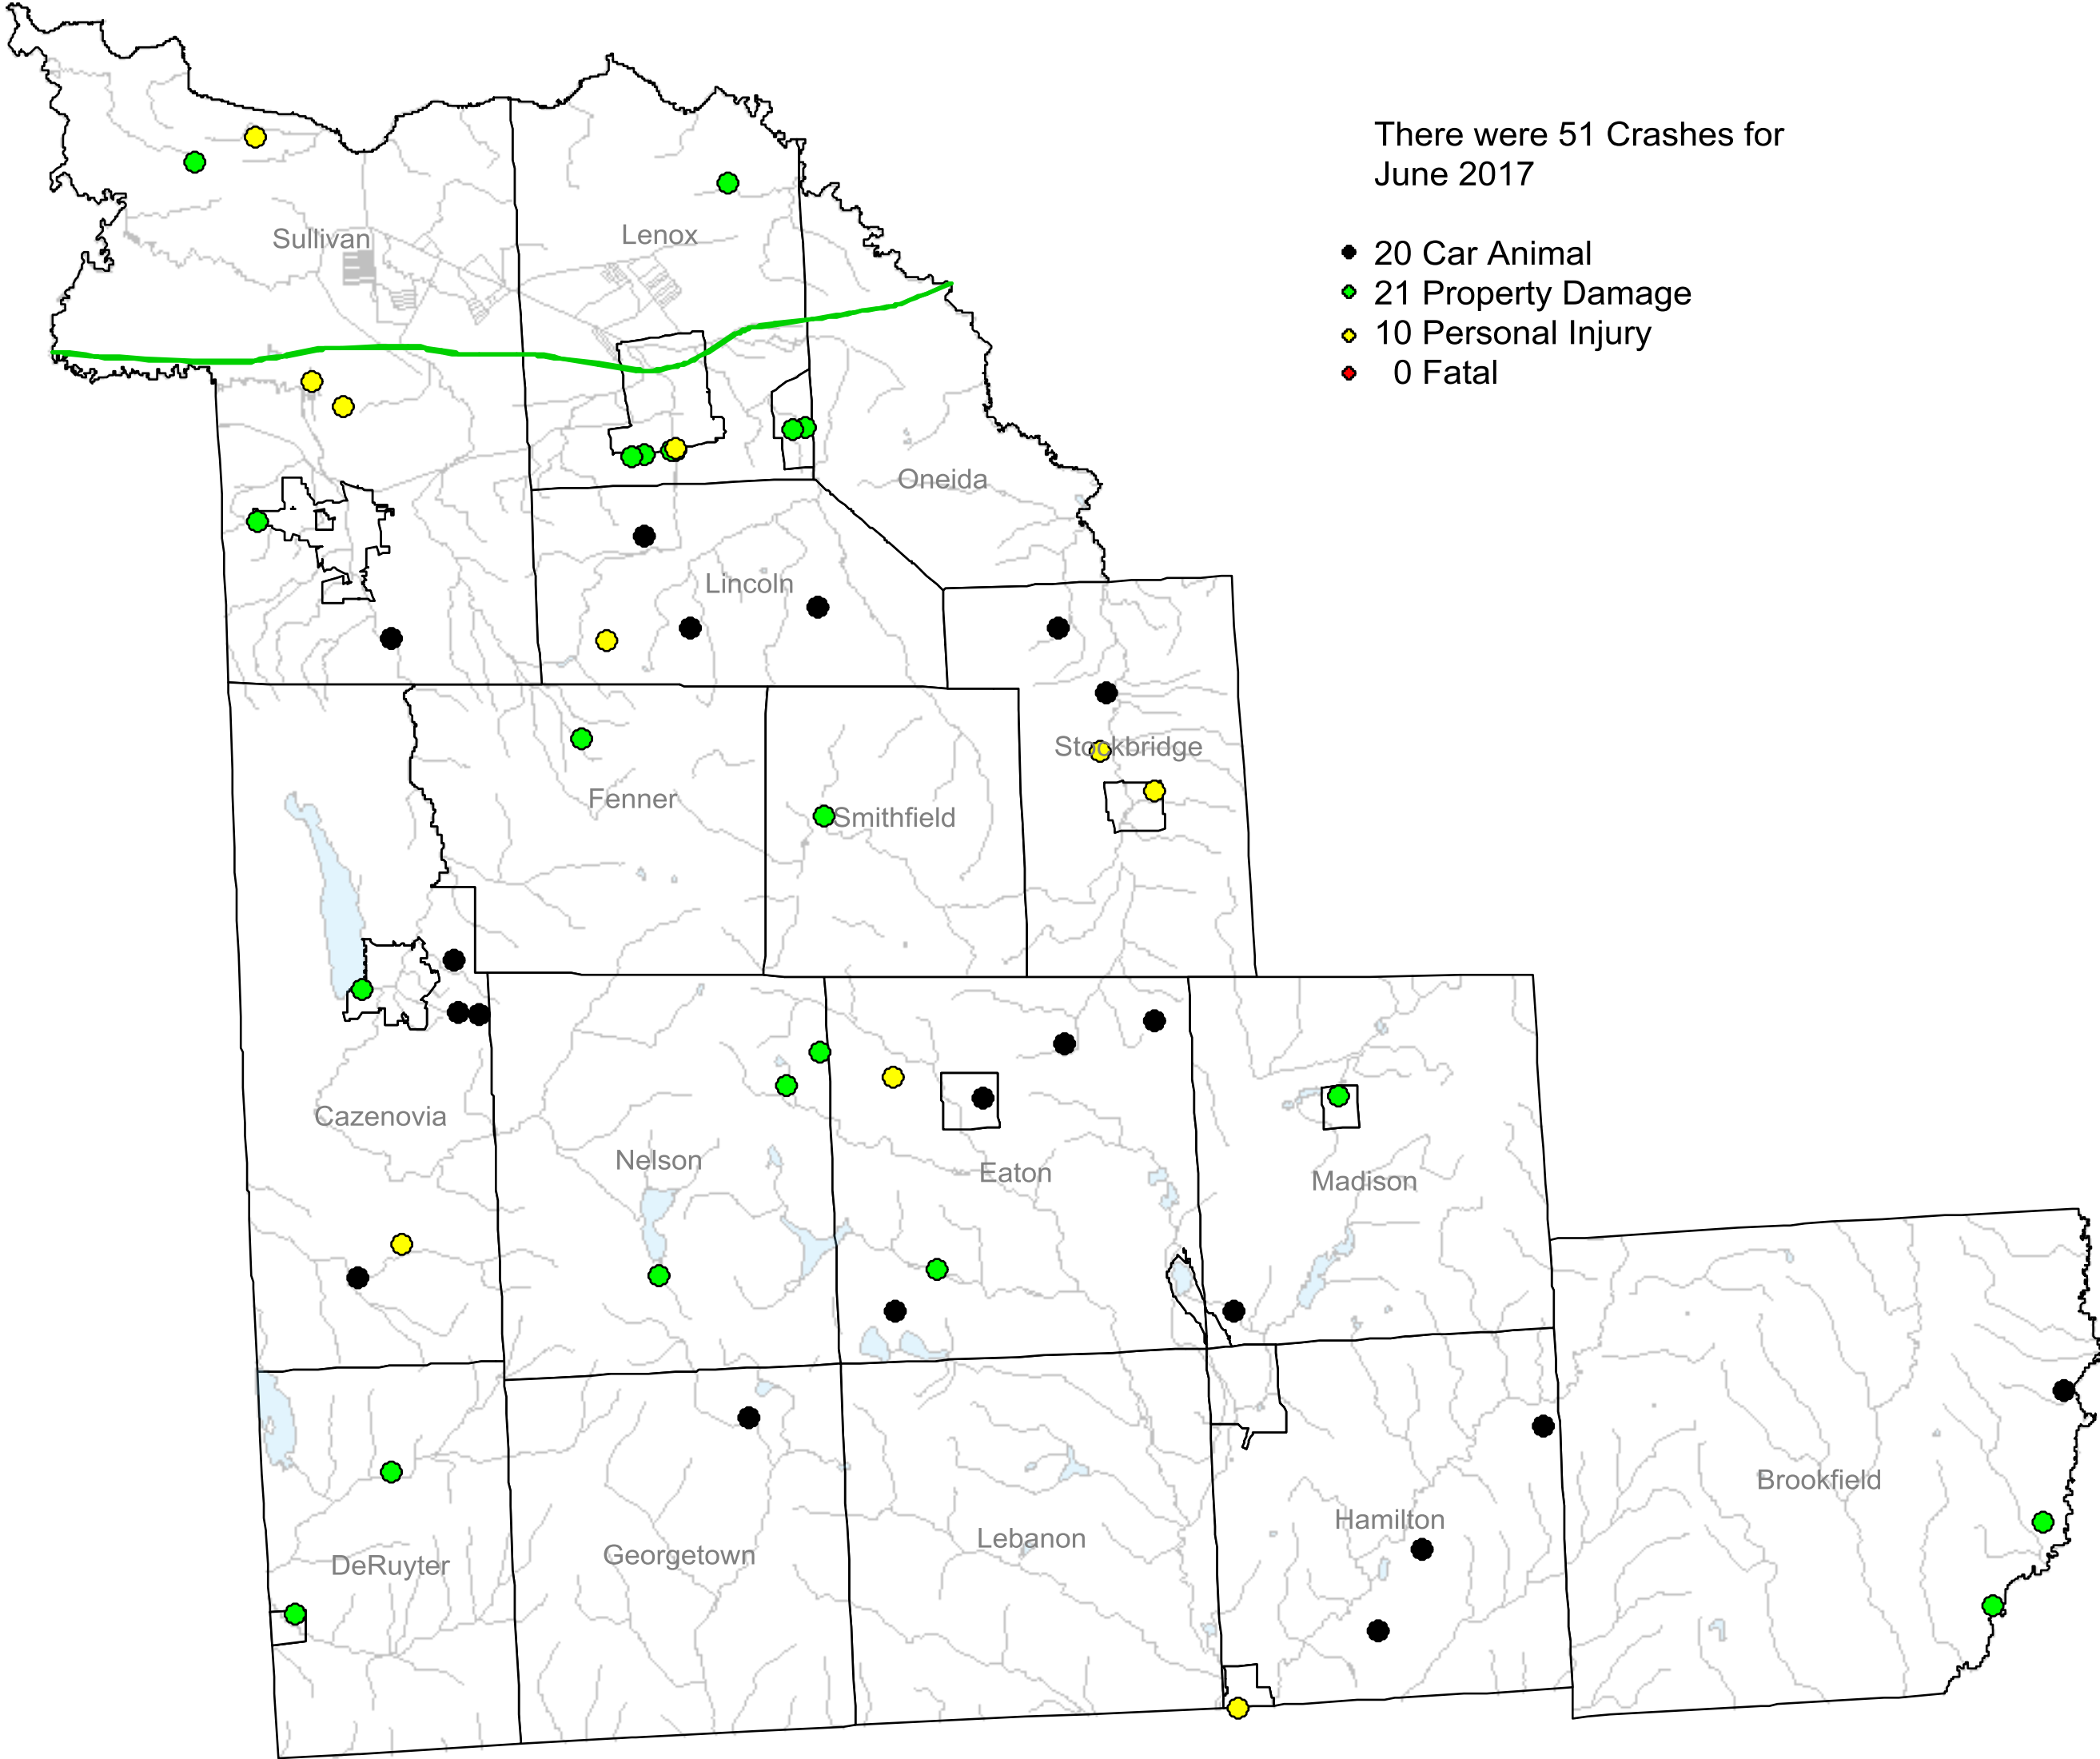 There were 51 Crashes for
June 2017
20 Car Animal
21 Property Damage
10 Personal Injury
0 Fatal
Sullivan
Lenox
Oneida
Lincoln
Stockbridge
Fenner
Smithfield
Cazenovia
Nelson
Eaton
Madison
Brookfield
Hamilton
Lebanon
Georgetown
DeRuyter